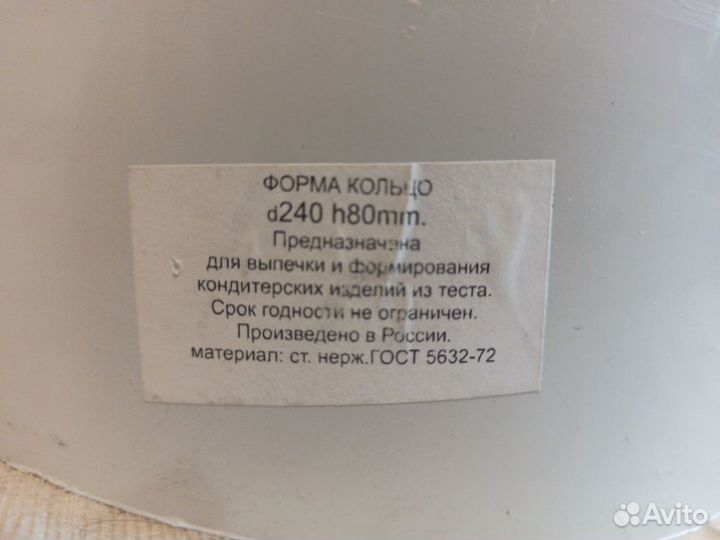 ФОРМА КОЛЬЦО
d240 h80mm.
Предназначена
для выпечки и формирования
кондитерских изделий из теста.
Срок годности не ограничен.
Произведено в России.
материал: ст. нерж.ГОСТ 5632-72
Avito